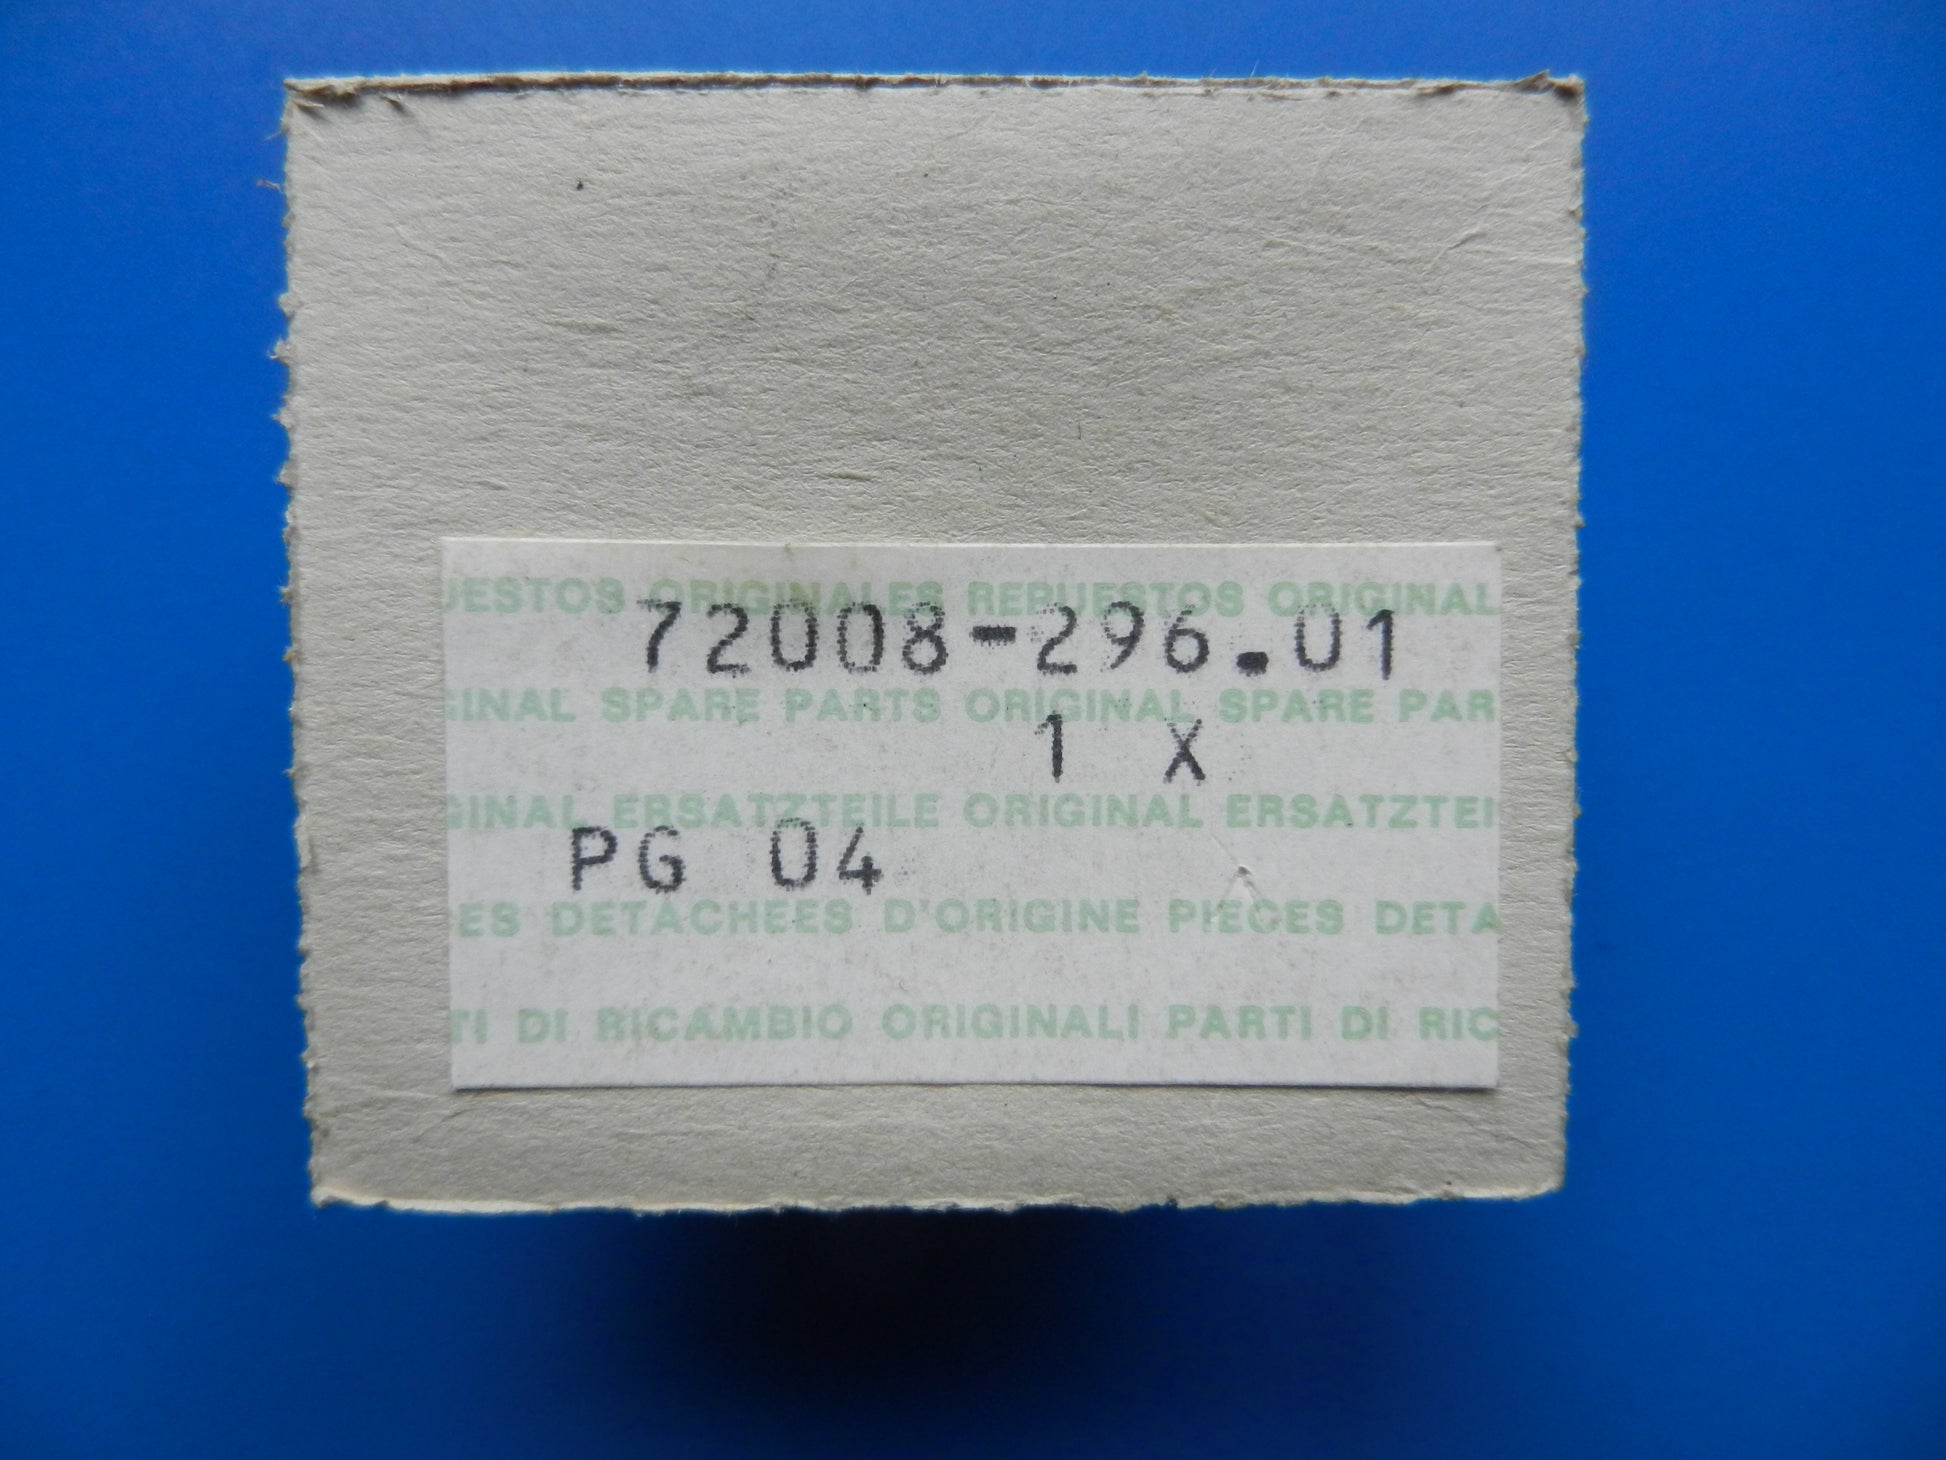 UESTOS ORIGINALES REPUESTOS ORIGINAL
72008-296.01
GINAL SPARE PARTS ORIGINAL SPARE PAR
1 X
GINAL ERSATZTEILE ORIGINAL ERSATZTEI
PG 04
CES DETACHEES D'ORIGINE PIECES DETA
TI DI RICAMBIO ORIGINALI PARTI DI RIC